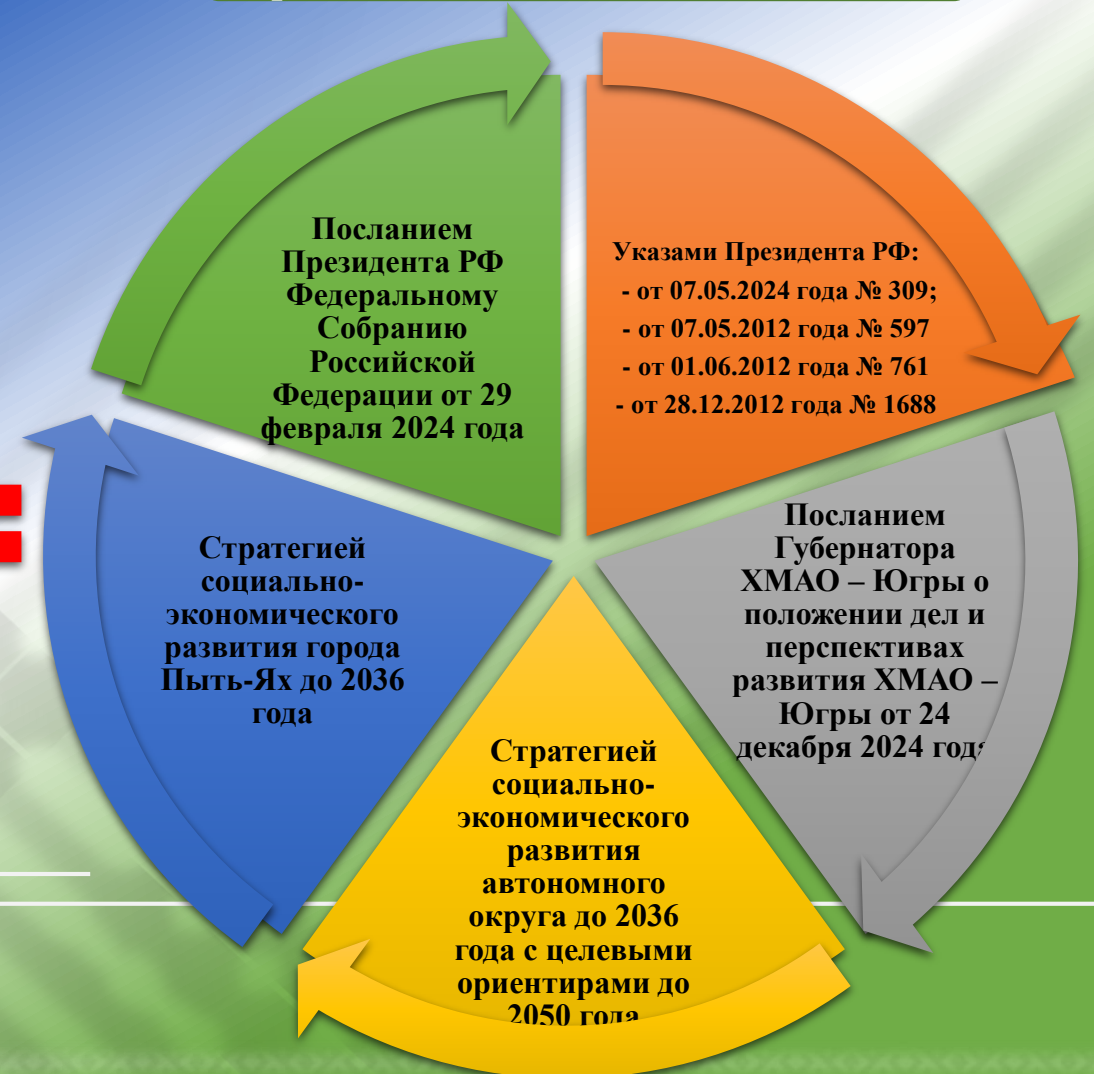 Посланием
Президента РФ
Федеральному
Собранию
Российской
Федерации от 29
февраля 2024 года
Указами Президента РФ:
- от 07.05.2024 года № 309;
- от 07.05.2012 года № 597
- от 01.06.2012 года № 761
- от 28.12.2012 года № 1688
Посланием
Губернатора
ХМАО – Югры о
положении дел и
перспективах
развития ХМАО –
Югры от 24
декабря 2024 года
Стратегией
социально-
экономического
развития
автономного
округа до 2036
года с целевыми
ориентирами до
2050 года
Стратегией
социально-
экономического
развития города
Пыть-Ях до 2036
года
: